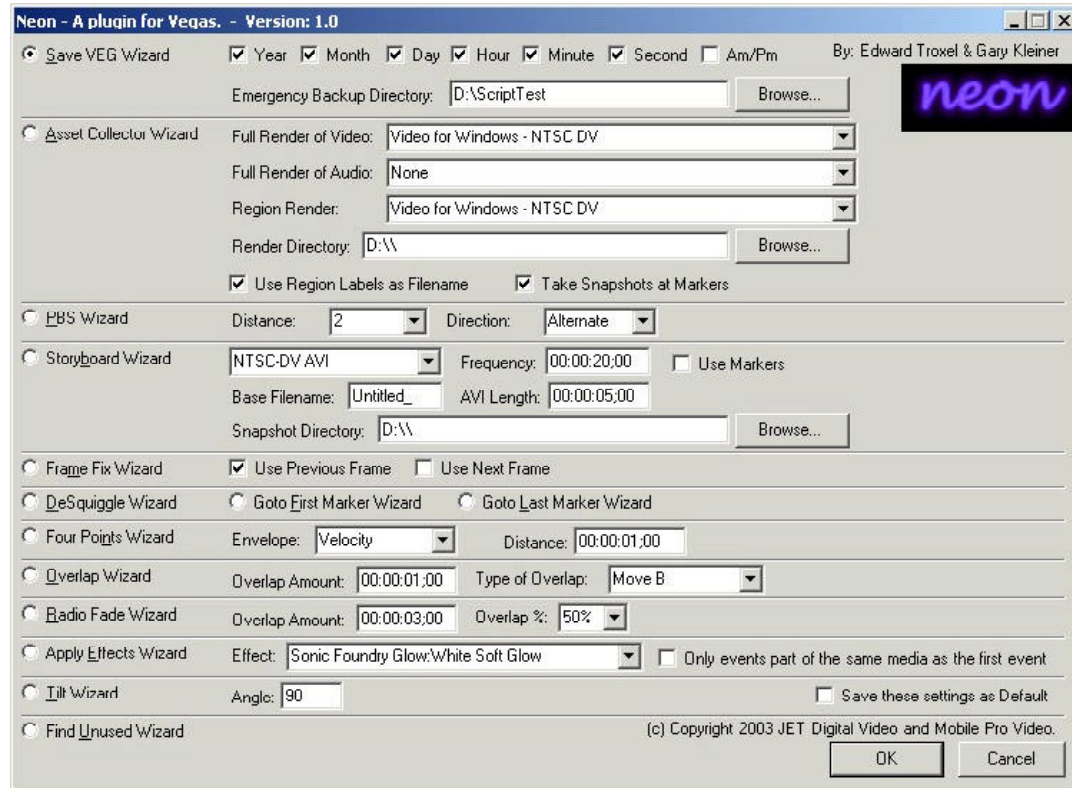 Neon - A plugin for Vegas. - Version: 1.0
Save VEG Wizard Year Month Day Hour Minute Second Am/Pm By: Edward Troxel & Gary Kleiner
Emergency Backup Directory: D:\ScriptTest Browse... neon
Asset Collector Wizard Full Render of Video: Video for Windows - NTSC DV
Full Render of Audio: None
Region Render: Video for Windows - NTSC DV
Render Directory: D:\\ Browse...
Use Region Labels as Filename Take Snapshots at Markers
PBS Wizard Distance: 2 Direction: Alternate
Storyboard Wizard NTSC-DV AVI Frequency: 00:00:20;00 Use Markers
Base Filename: Untitled_ AVI Length: 00:00:05;00
Snapshot Directory: D:\\ Browse...
Frame Fix Wizard Use Previous Frame Use Next Frame
DeSquiggle Wizard Goto First Marker Wizard Goto Last Marker Wizard
Four Points Wizard Envelope: Velocity Distance: 00:00:01;00
Overlap Wizard Overlap Amount: 00:00:01;00 Type of Overlap: Move B
Radio Fade Wizard Overlap Amount: 00:00:03;00 Overlap %: 50%
Apply Effects Wizard Effect: Sonic Foundry Glow:White Soft Glow Only events part of the same media as the first event
Tilt Wizard Angle: 90 Save these settings as Default
Find Unused Wizard (c) Copyright 2003 JET Digital Video and Mobile Pro Video.
OK Cancel